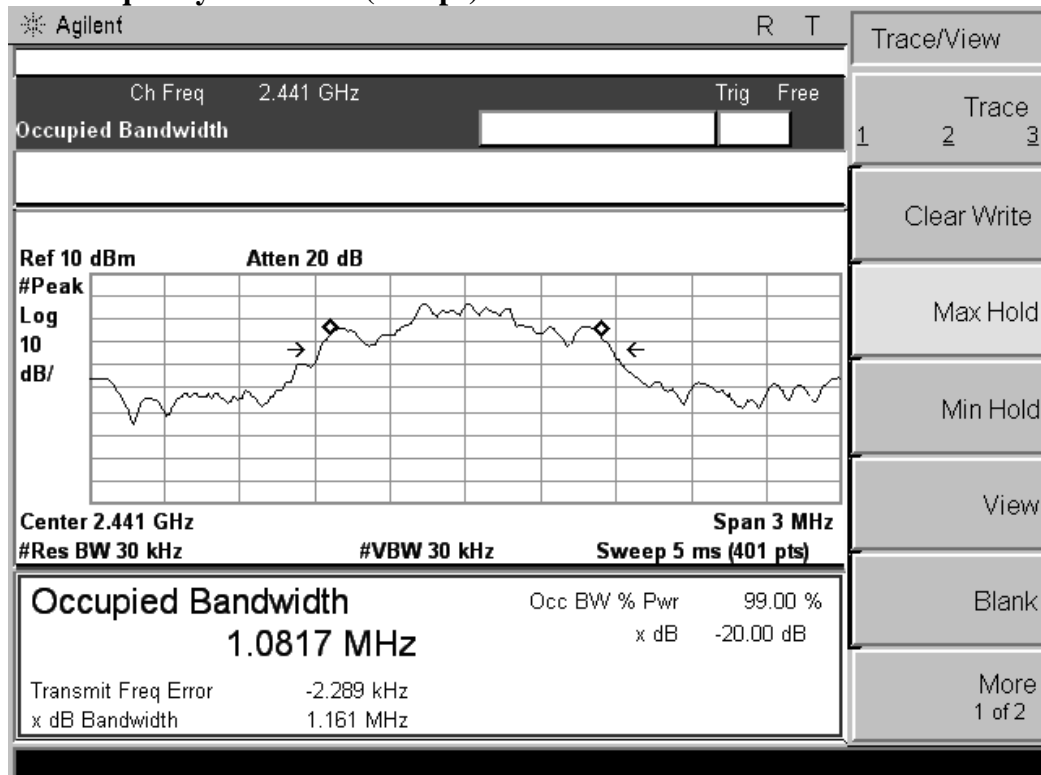 Agilent R T
Trace/View
Ch Freq 2.441 GHz Trig Free
Occupied Bandwidth
Trace
1 2 3
Clear Write
Max Hold
Min Hold
View
Blank
More
1 of 2
Ref 10 dBm Atten 20 dB
#Peak
Log
10
dB/
Center 2.441 GHz Span 3 MHz
#Res BW 30 kHz #VBW 30 kHz Sweep 5 ms (401 pts)
Occupied Bandwidth Occ BW % Pwr 99.00 %
1.0817 MHz x dB -20.00 dB
Transmit Freq Error -2.289 kHz
x dB Bandwidth 1.161 MHz